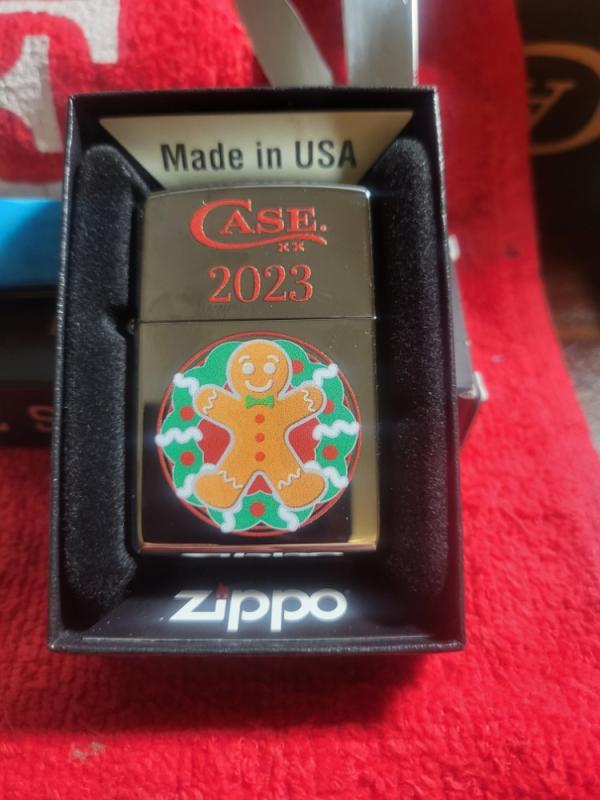 Made in USA
CASE.
XX
2023
zippo